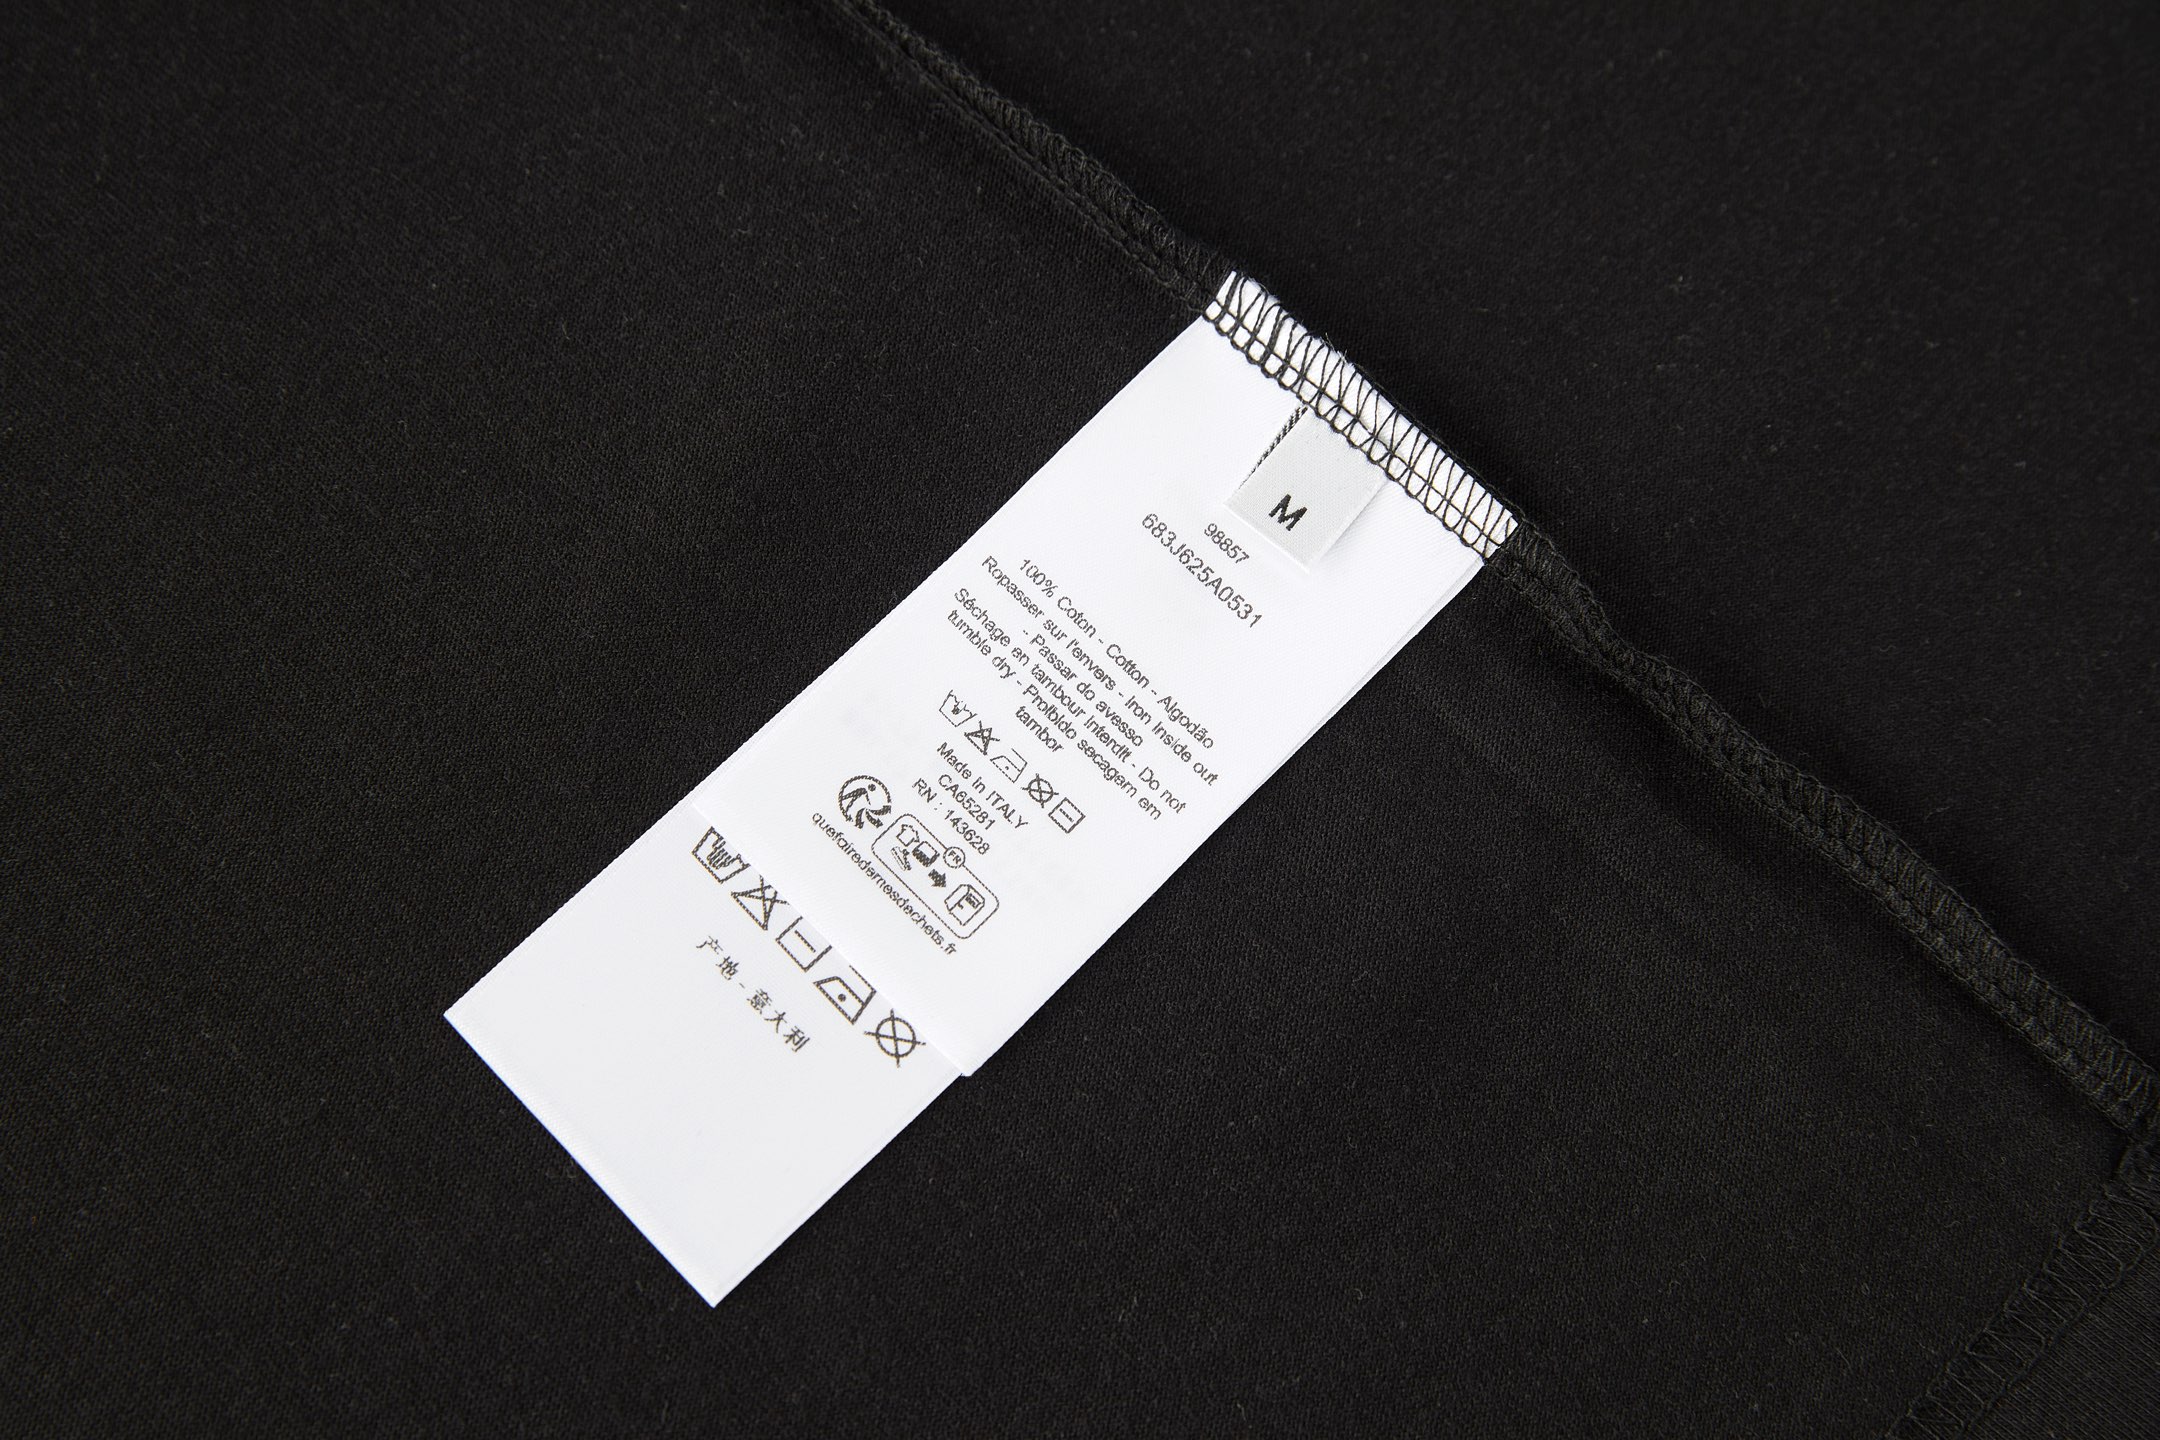 M
98857
683J625A0531
100% Coton - Cotton - Algodão
Ropasser sur l'envers - Iron inside out
- Passar do avesso
Séchage en tambour interdit - Do not
tumble dry - Proibido secagem em
tambor
Made in ITALY
CA65281
RN : 143628
FR
quefairedemesdechets.fr
产地 - 意大利